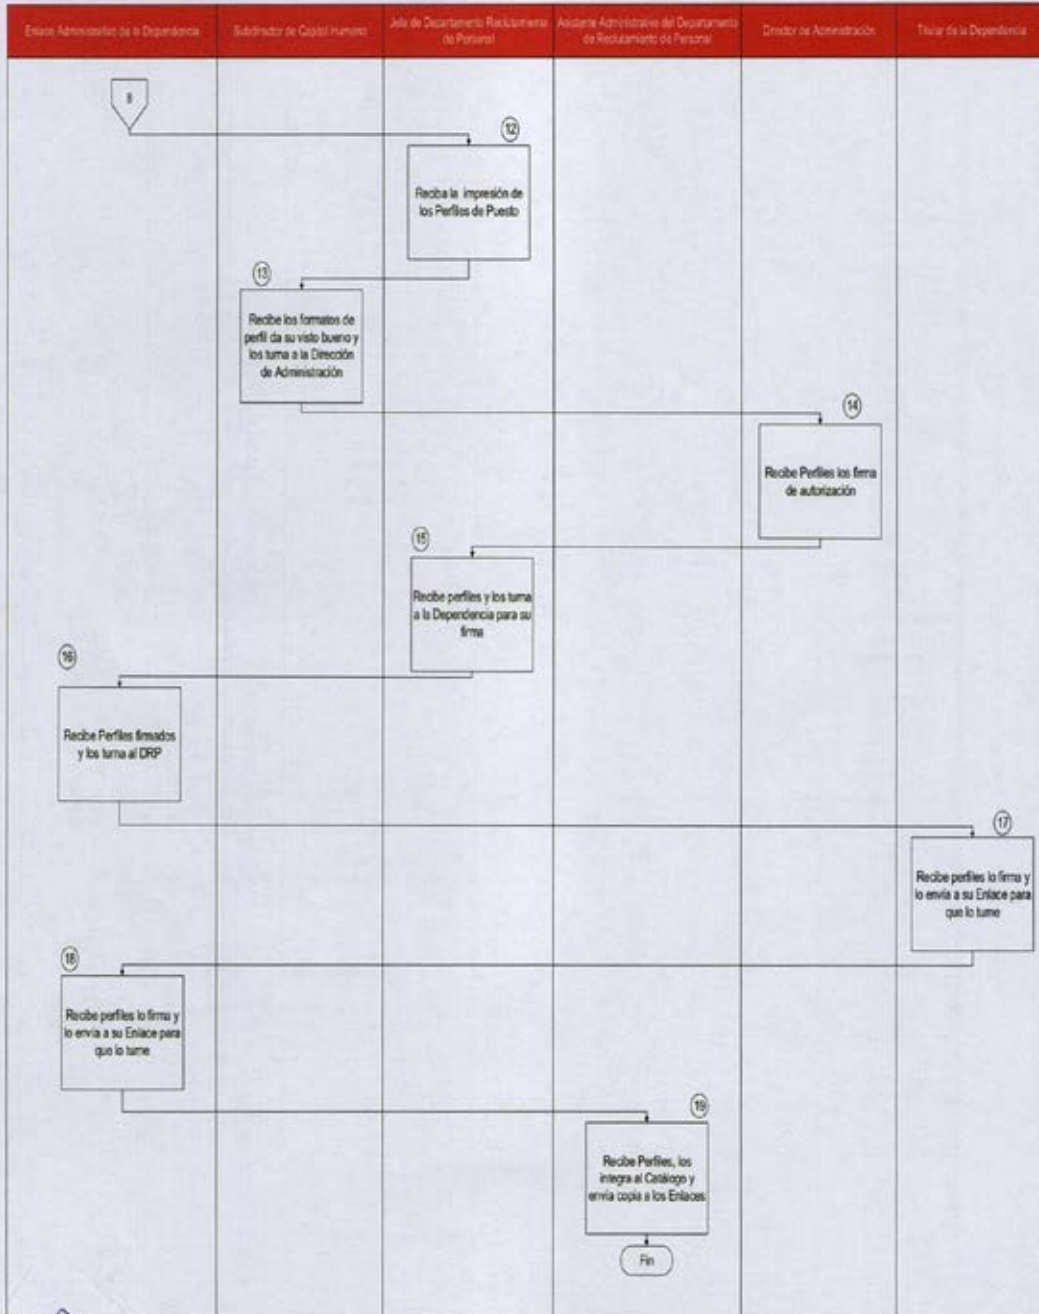 Enlace Administrativo de la Dependencia
Subdirector de Capital Humano
Jefe de Departamento Reclutamiento
de Personal
Asistente Administrativo del Departamento
de Reclutamiento de Personal
Director de Administración
Titular de la Dependencia
B
12
Reciba la impresión de
los Perfiles de Puesto
13
Recibe los formatos de
perfil da su visto bueno y
los turna a la Dirección
de Administración
14
Recibe Perfiles los firma
de autorización
15
Recibe perfiles y los turna
a la Dependencia para su
firma
16
Recibe Perfiles firmados
y los turna al DRP
17
Recibe perfiles lo firma y
lo envía a su Enlace para
que lo turne
18
Recibe perfiles lo firma y
lo envía a su Enlace para
que lo turne
19
Recibe Perfiles, los
integra al Catálogo y
envía copia a los Enlaces
Fin